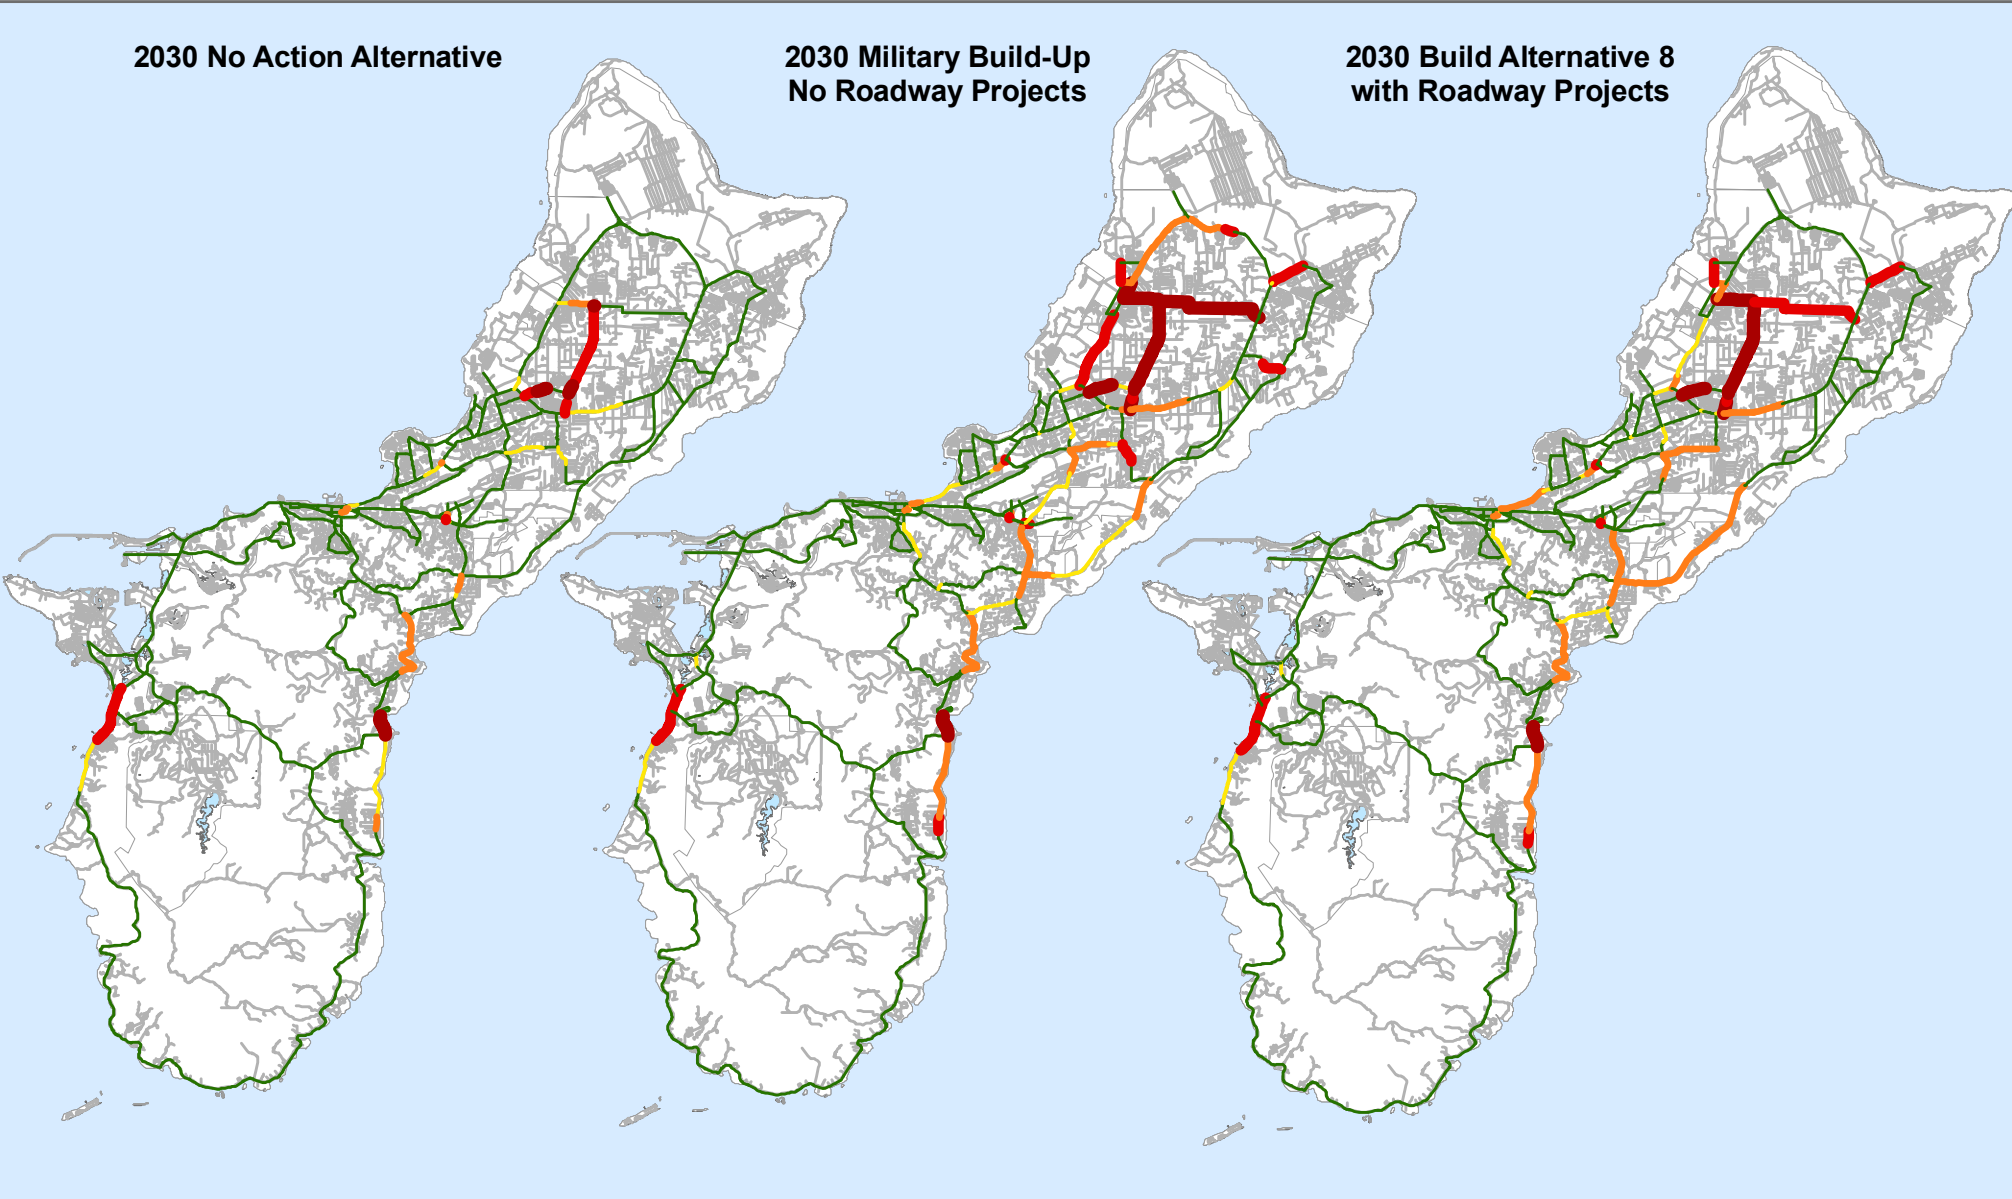 2030 No Action Alternative
2030 Military Build-Up
No Roadway Projects
2030 Build Alternative 8
with Roadway Projects